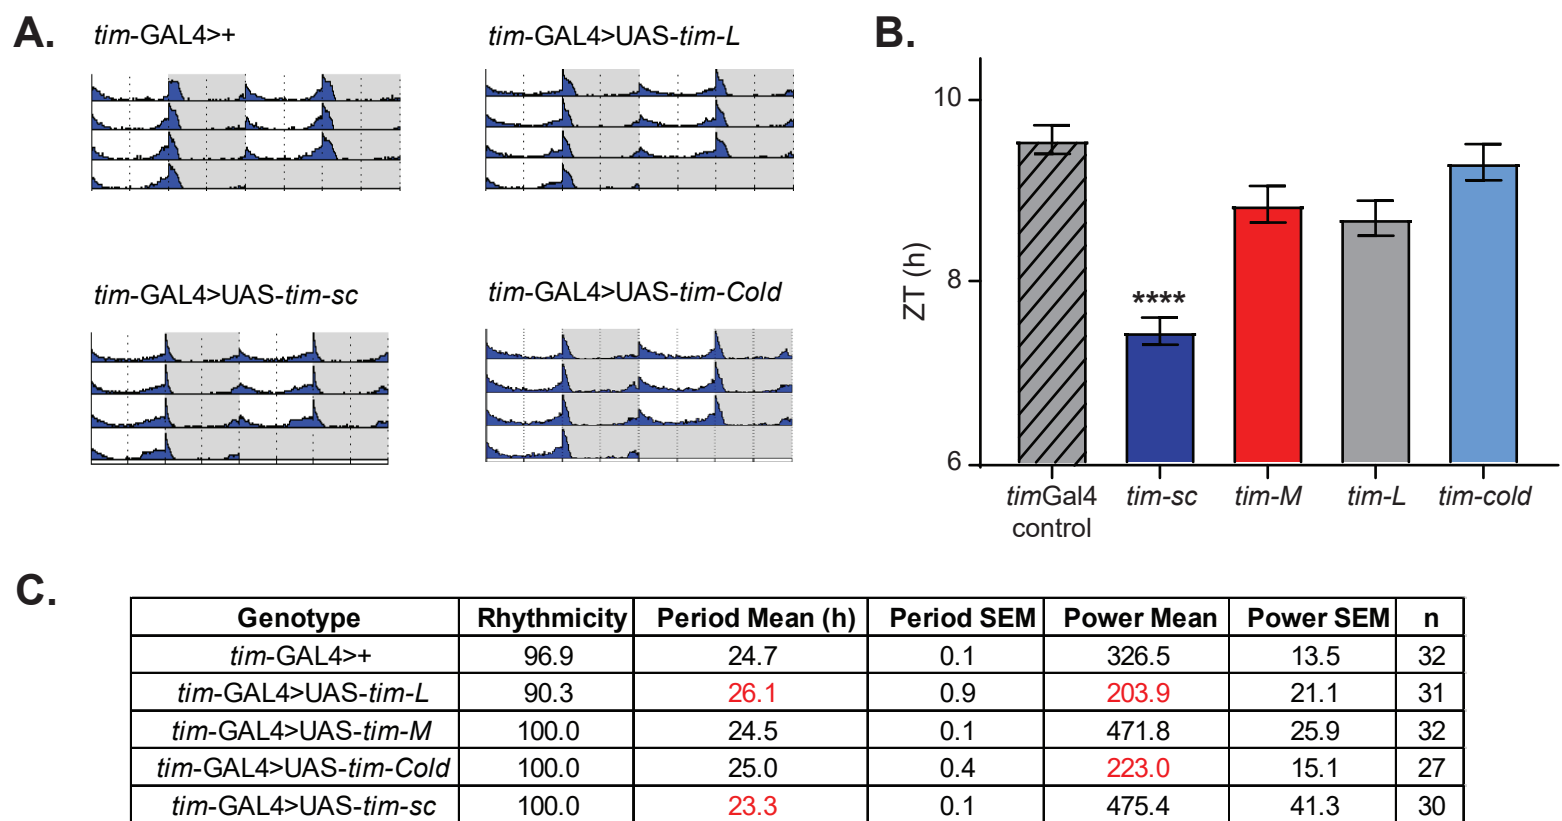 A.
tim-GAL4>+
tim-GAL4>UAS-tim-L
tim-GAL4>UAS-tim-sc
tim-GAL4>UAS-tim-Cold
B.
ZT (h)
10
8
6
****
timGal4 control
tim-sc
tim-M
tim-L
tim-cold
C.
Genotype Rhythmicity Period Mean (h) Period SEM Power Mean Power SEM n
tim-GAL4>+ 96.9 24.7 0.1 326.5 13.5 32
tim-GAL4>UAS-tim-L 90.3 26.1 0.9 203.9 21.1 31
tim-GAL4>UAS-tim-M 100.0 24.5 0.1 471.8 25.9 32
tim-GAL4>UAS-tim-Cold 100.0 25.0 0.4 223.0 15.1 27
tim-GAL4>UAS-tim-sc 100.0 23.3 0.1 475.4 41.3 30